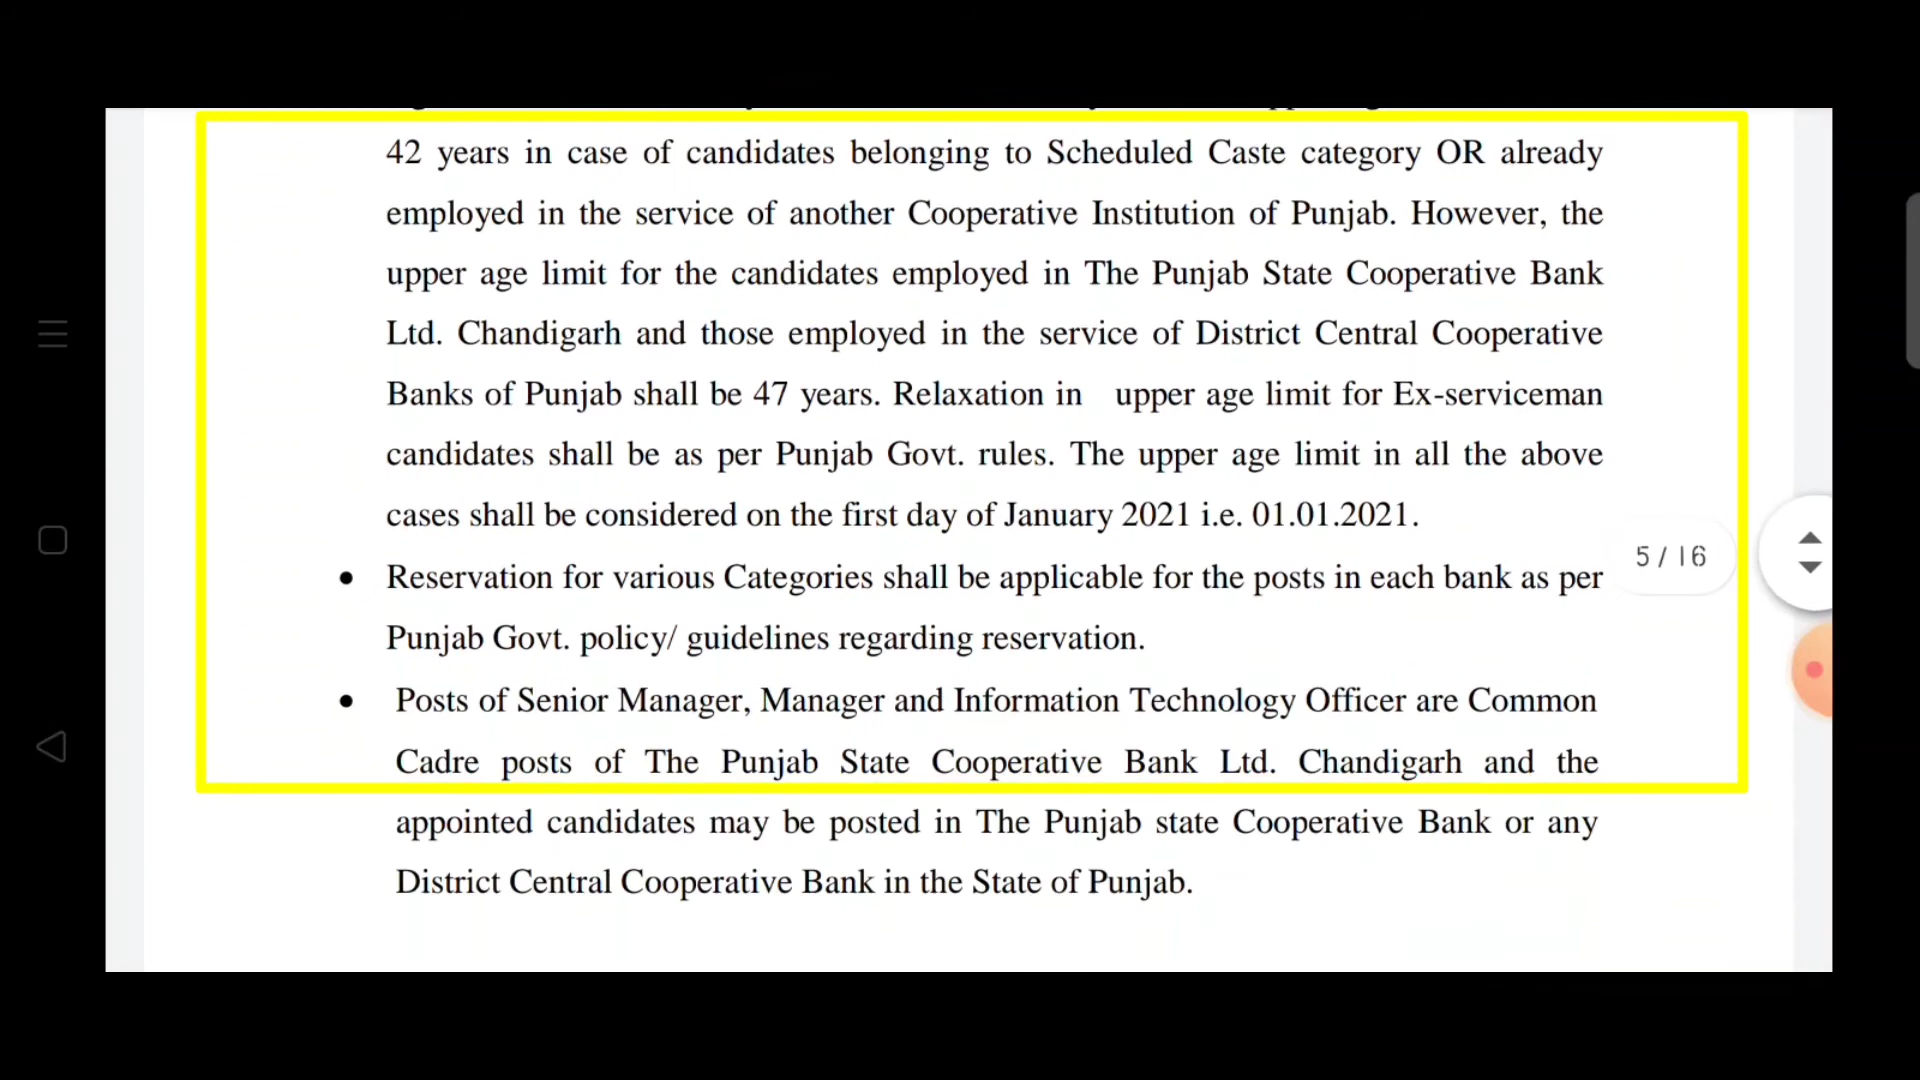 42 years in case of candidates belonging to Scheduled Caste category OR already
employed in the service of another Cooperative Institution of Punjab. However, the
upper age limit for the candidates employed in The Punjab State Cooperative Bank
Ltd. Chandigarh and those employed in the service of District Central Cooperative
Banks of Punjab shall be 47 years. Relaxation in upper age limit for Ex-serviceman
candidates shall be as per Punjab Govt. rules. The upper age limit in all the above
cases shall be considered on the first day of January 2021 i.e. 01.01.2021.
5 / 16
• Reservation for various Categories shall be applicable for the posts in each bank as per
Punjab Govt. policy/ guidelines regarding reservation.
• Posts of Senior Manager, Manager and Information Technology Officer are Common
Cadre posts of The Punjab State Cooperative Bank Ltd. Chandigarh and the
appointed candidates may be posted in The Punjab state Cooperative Bank or any
District Central Cooperative Bank in the State of Punjab.